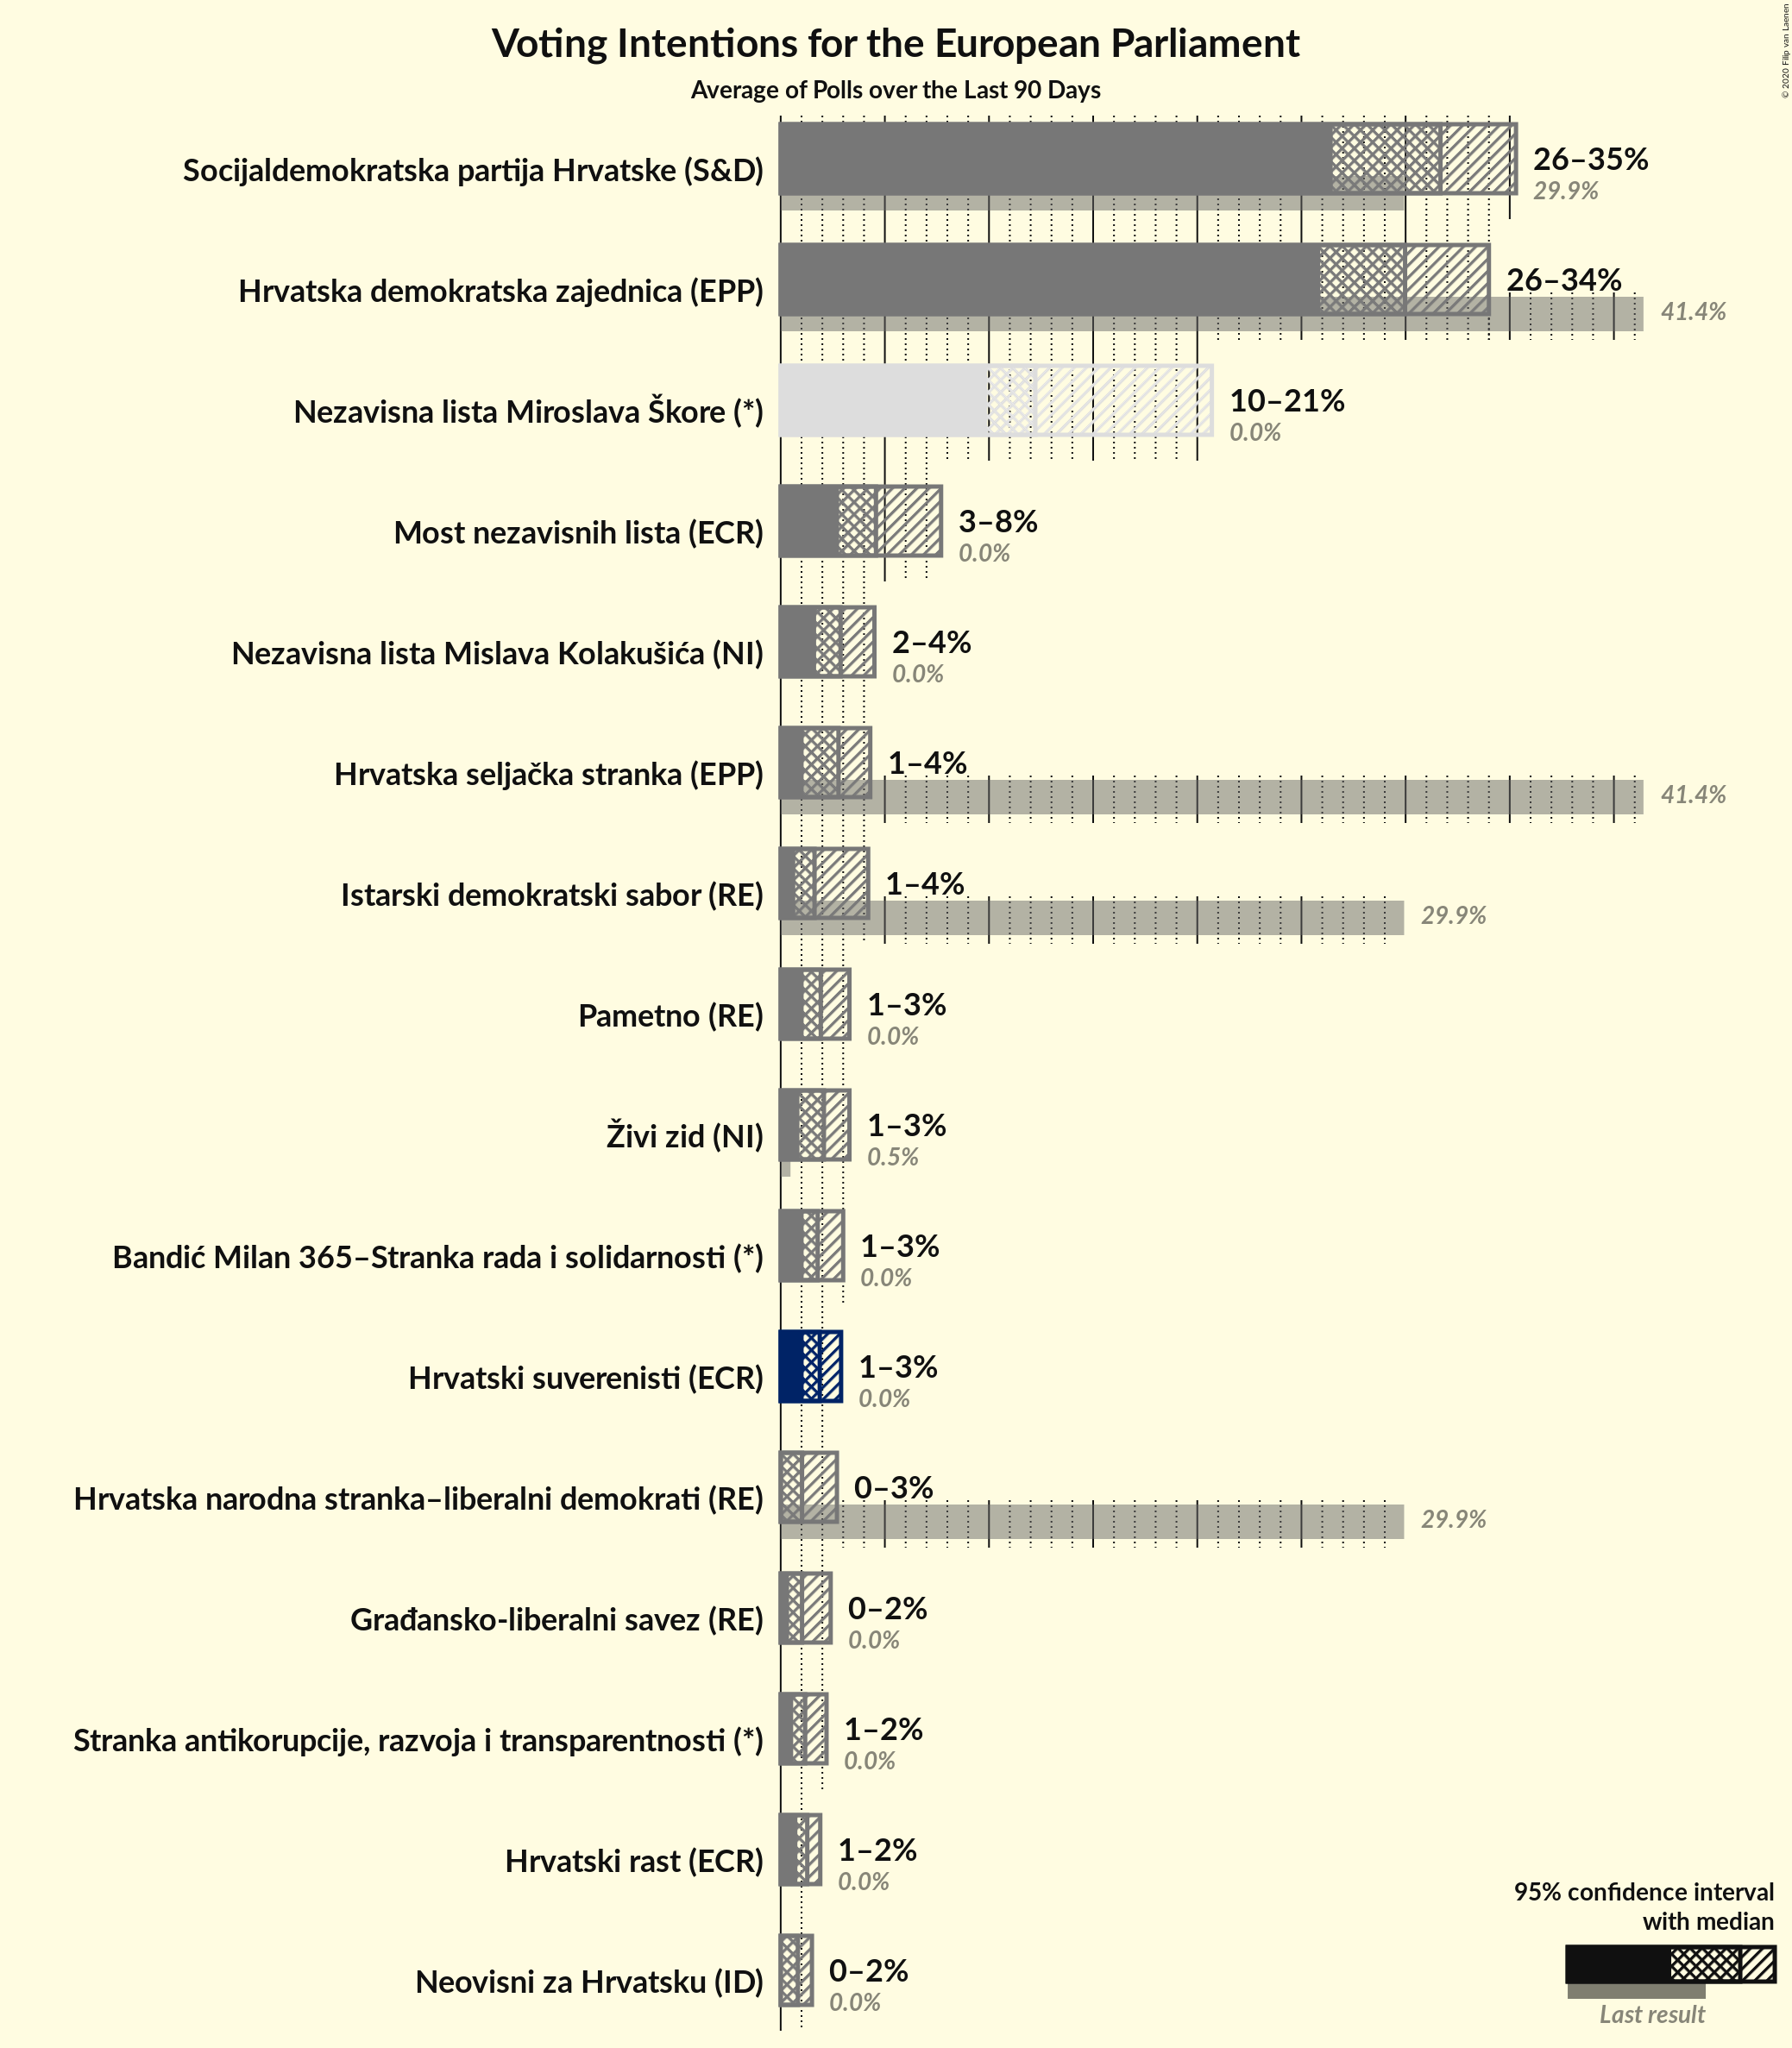 © 2020 Filip van Laenen
Voting Intentions for the European Parliament
Average of Polls over the Last 90 Days
Socijaldemokratska partija Hrvatske (S&D)
26–35%
29.9%
Hrvatska demokratska zajednica (EPP)
26–34%
41.4%
Nezavisna lista Miroslava Škore (*)
10–21%
0.0%
Most nezavisnih lista (ECR)
3–8%
0.0%
Nezavisna lista Mislava Kolakušića (NI)
2–4%
0.0%
Hrvatska seljačka stranka (EPP)
1–4%
41.4%
Istarski demokratski sabor (RE)
1–4%
29.9%
Pametno (RE)
1–3%
0.0%
Živi zid (NI)
1–3%
0.5%
Bandić Milan 365–Stranka rada i solidarnosti (*)
1–3%
0.0%
Hrvatski suverenisti (ECR)
1–3%
0.0%
Hrvatska narodna stranka–liberalni demokrati (RE)
0–3%
29.9%
Građansko-liberalni savez (RE)
0–2%
0.0%
Stranka antikorupcije, razvoja i transparentnosti (*)
1–2%
0.0%
Hrvatski rast (ECR)
1–2%
0.0%
Neovisni za Hrvatsku (ID)
0–2%
0.0%
95% confidence interval
with median
Last result